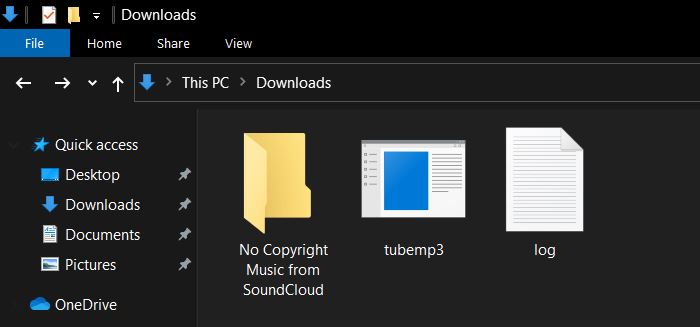 Downloads
File Home Share View
This PC Downloads
Quick access
Desktop
Downloads
Documents
Pictures
OneDrive
No Copyright
Music from
SoundCloud
tubemp3
log